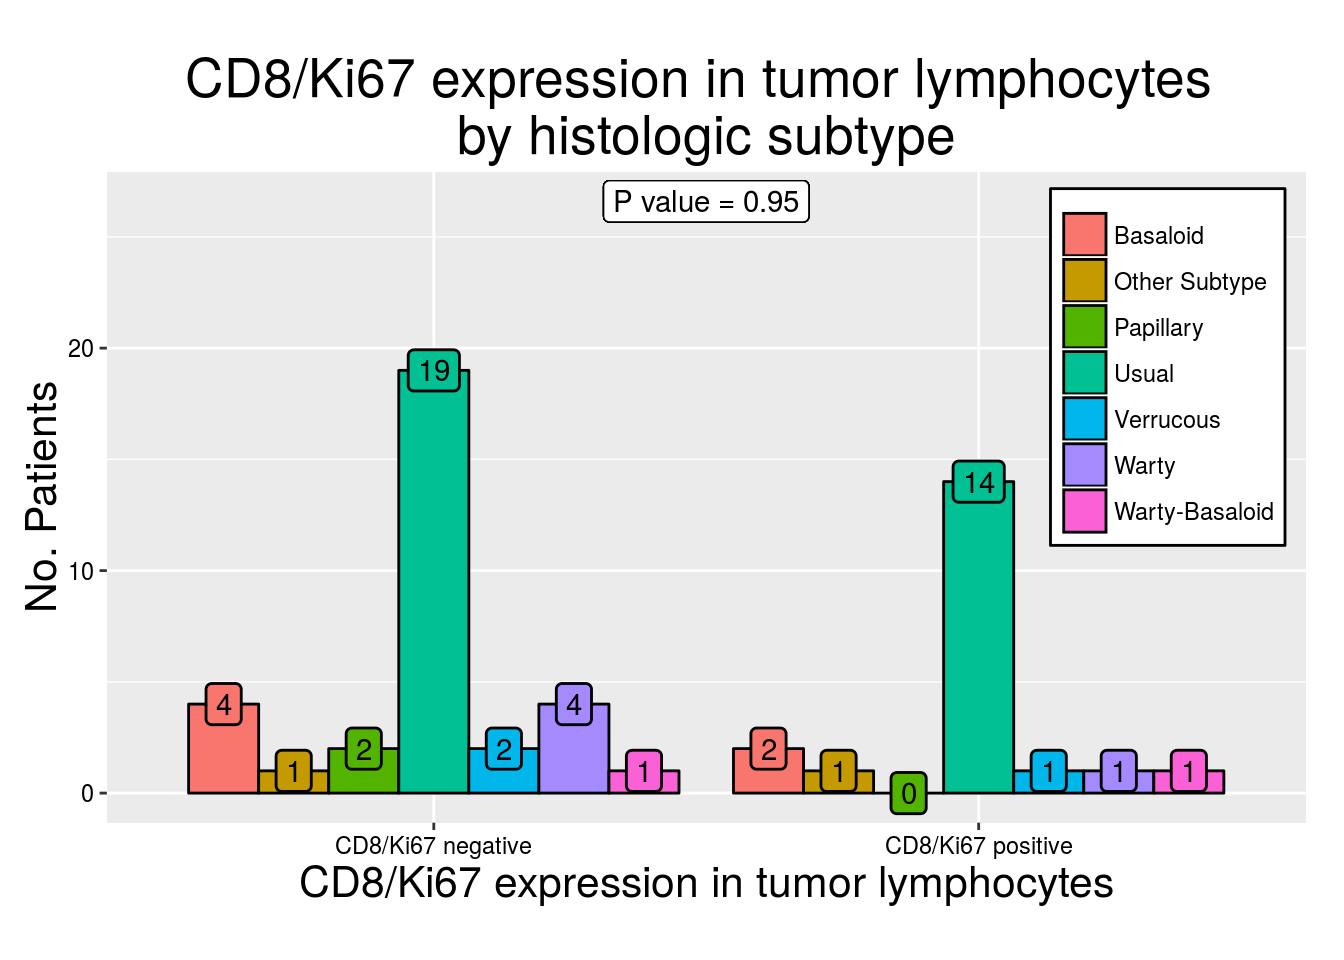 CD8/Ki67 expression in tumor lymphocytes
by histologic subtype
P value = 0.95
Basaloid
Other Subtype
Papillary
Usual
Verrucous
Warty
Warty-Basaloid
No. Patients
20
10
0
4
1
2
19
2
4
1
2
1
0
14
1
1
1
CD8/Ki67 negative
CD8/Ki67 positive
CD8/Ki67 expression in tumor lymphocytes